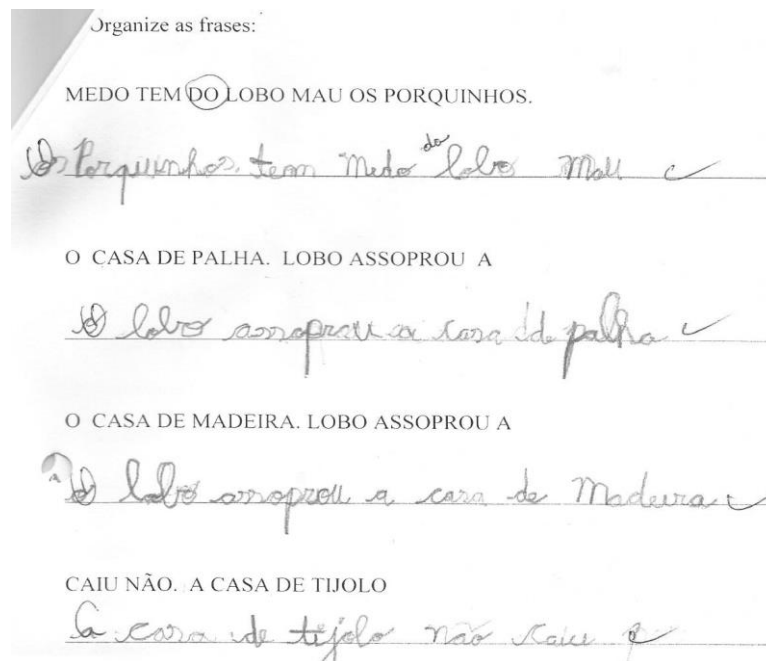 Organize as frases:
MEDO TEM DO LOBO MAU OS PORQUINHOS.
Os Porquinhos tem Medo do lobo Mau
O CASA DE PALHA. LOBO ASSOPROU A
O lobo assoprou a casa de palha
O CASA DE MADEIRA. LOBO ASSOPROU A
O lobo assoprou a casa de Madeira
CAIU NÃO. A CASA DE TIJOLO
a casa de tijolo não caiu